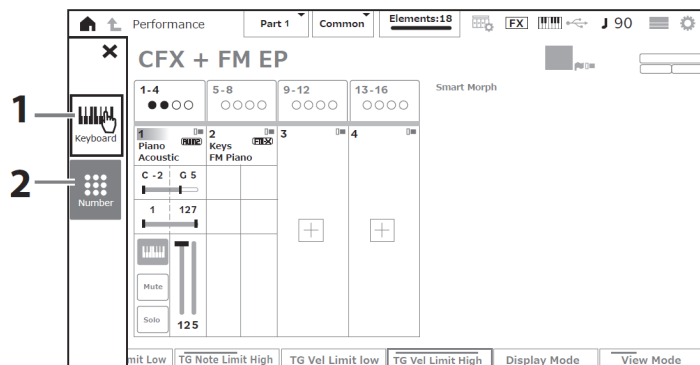 Performance
Part 1
Common
Elements:18
FX
J 90
CFX + FM EP
1-4
5-8
9-12
13-16
Smart Morph
1
Keyboard
2
Number
1
2
3
4
Piano
AWM2
Keys
FM-X
Acoustic
FM Piano
C -2
G 5
1
127
Mute
Solo
125
mit Low
TG Note Limit High
TG Vel Limit low
TG Vel Limit High
Display Mode
View Mode